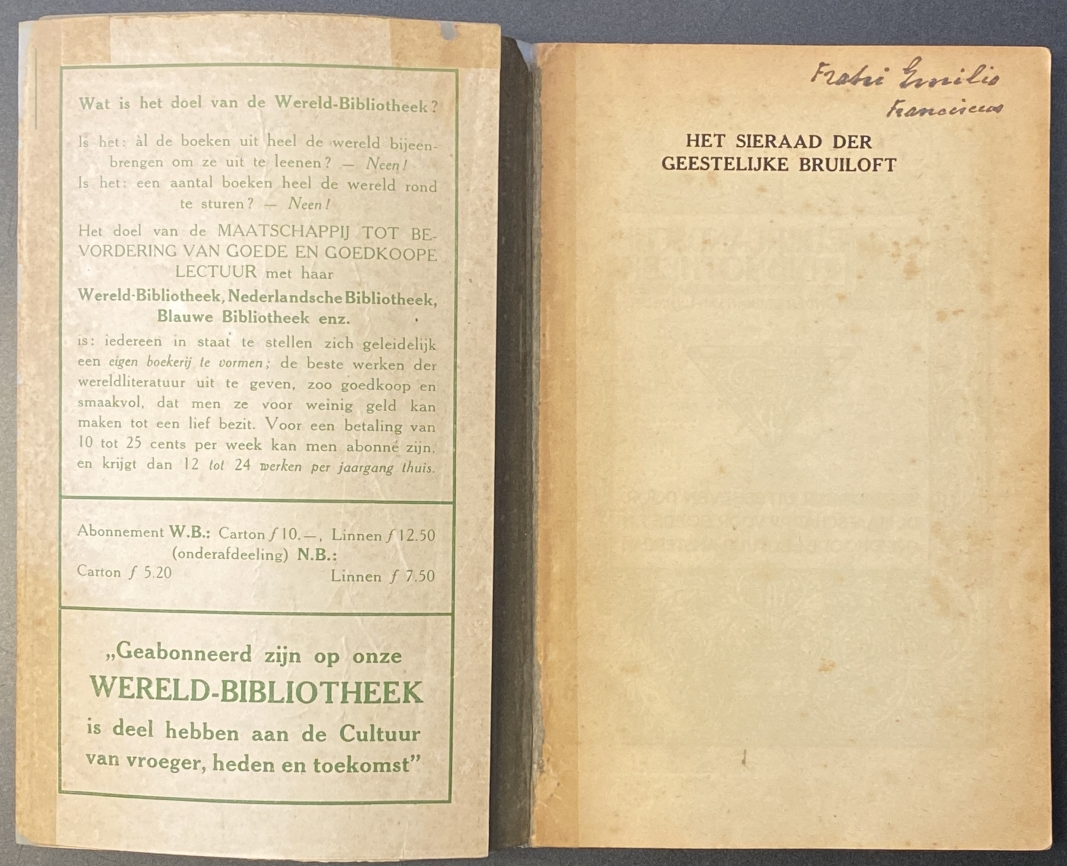 Wat is het doel van de Wereld-Bibliotheek?
Is het: àl de boeken uit heel de wereld bijeen-
brengen om ze uit te leenen? — Neen!
Is het: een aantal boeken heel de wereld rond
te sturen? — Neen!
Het doel van de MAATSCHAPPIJ TOT BE-
VORDERING VAN GOEDE EN GOEDKOOPE
LECTUUR met haar
Wereld-Bibliotheek, Nederlandsche Bibliotheek,
Blauwe Bibliotheek enz.
is: iedereen in staat te stellen zich geleidelijk
een eigen boekerij te vormen; de beste werken der
wereldliteratuur uit te geven, zoo goedkoop en
smaakvol, dat men ze voor weinig geld kan
maken tot een lief bezit. Voor een betaling van
10 tot 25 cents per week kan men abonné zijn.
en krijgt dan 12 tot 24 werken per jaargang thuis.
Abonnement W.B.: Carton f 10.—, Linnen f 12.50
(onderafdeeling) N.B.:
Carton f 5.20 Linnen f 7.50
„Geabonneerd zijn op onze
WERELD-BIBLIOTHEEK
is deel hebben aan de Cultuur
van vroeger, heden en toekomst”
Fratri Emilio
Franciscus
HET SIERAAD DER
GEESTELIJKE BRUILOFT